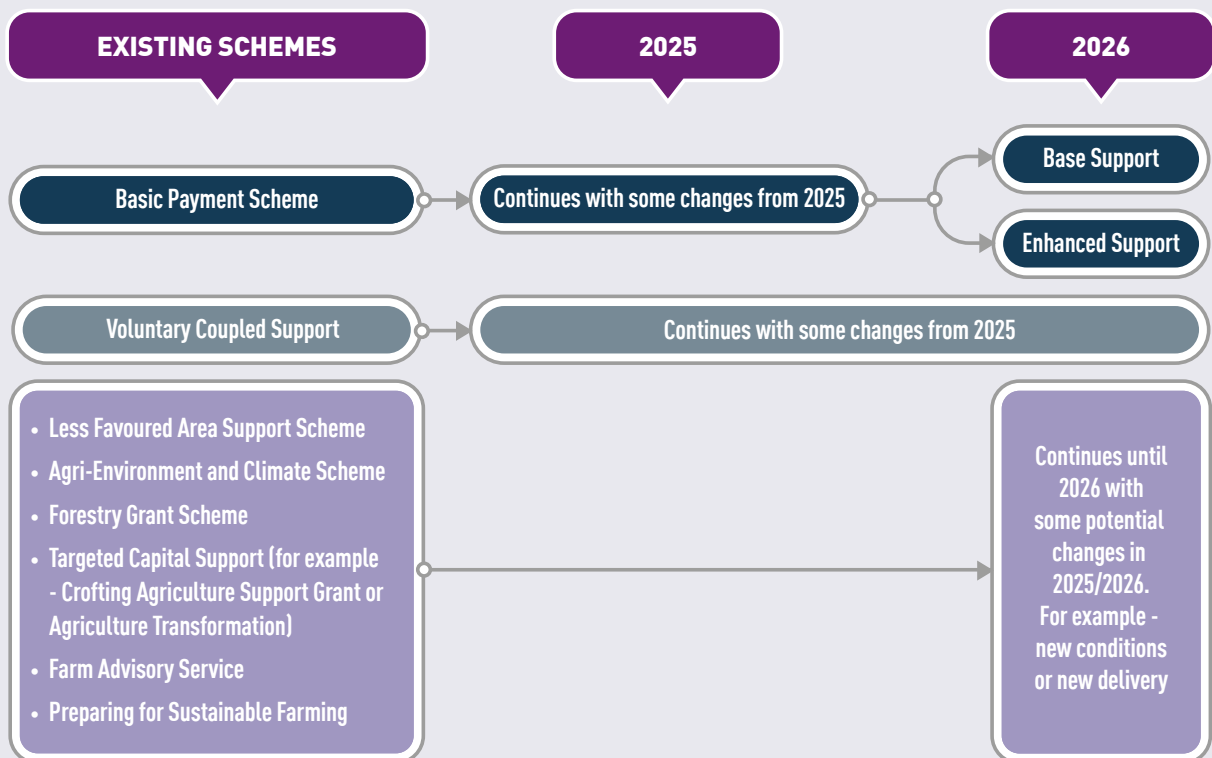 EXISTING SCHEMES
2025
2026
Basic Payment Scheme
Continues with some changes from 2025
Base Support
Enhanced Support
Voluntary Coupled Support
Continues with some changes from 2025
• Less Favoured Area Support Scheme
• Agri-Environment and Climate Scheme
• Forestry Grant Scheme
• Targeted Capital Support (for example
- Crofting Agriculture Support Grant or
Agriculture Transformation)
• Farm Advisory Service
• Preparing for Sustainable Farming
Continues until
2026 with
some potential
changes in
2025/2026.
For example -
new conditions
or new delivery